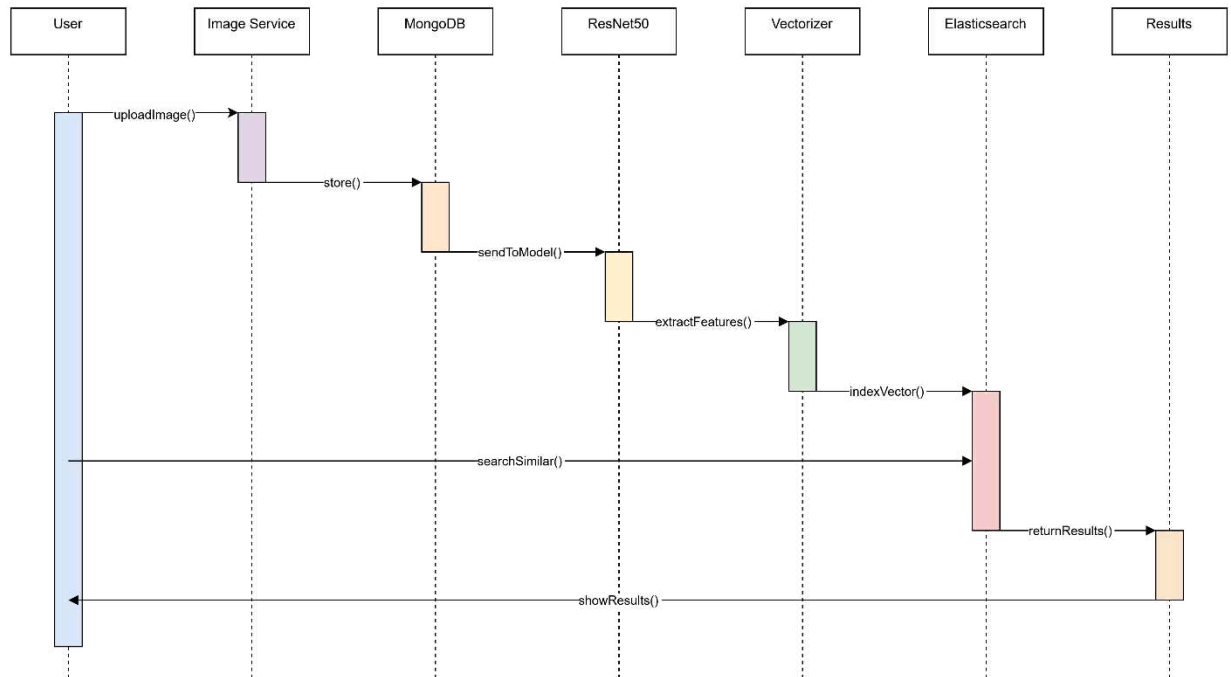 User
Image Service
MongoDB
ResNet50
Vectorizer
Elasticsearch
Results
uploadImage()
store()
sendToModel()
extractFeatures()
indexVector()
searchSimilar()
returnResults()
showResults()